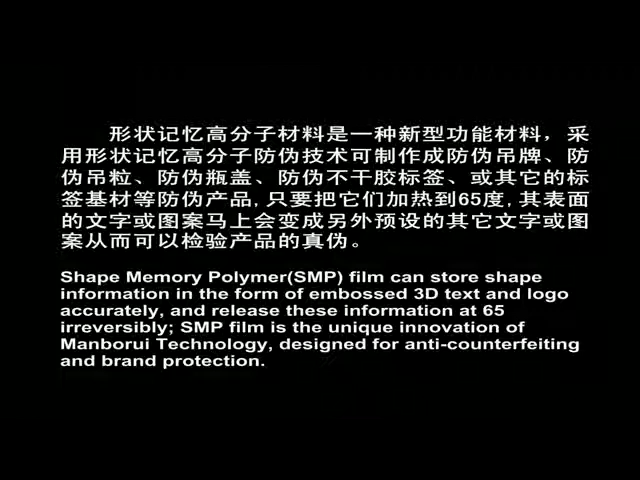 形状记忆高分子材料是一种新型功能材料，采
用形状记忆高分子防伪技术可制作成防伪吊牌、防
伪吊粒、防伪瓶盖、防伪不干胶标签、或其它的标
签基材等防伪产品,只要把它们加热到65度,其表面
的文字或图案马上会变成另外预设的其它文字或图
案从而可以检验产品的真伪。
Shape Memory Polymer(SMP) film can store shape
information in the form of embossed 3D text and logo
accurately, and release these information at 65
irreversibly; SMP film is the unique innovation of
Manborui Technology, designed for anti-counterfeiting
and brand protection.